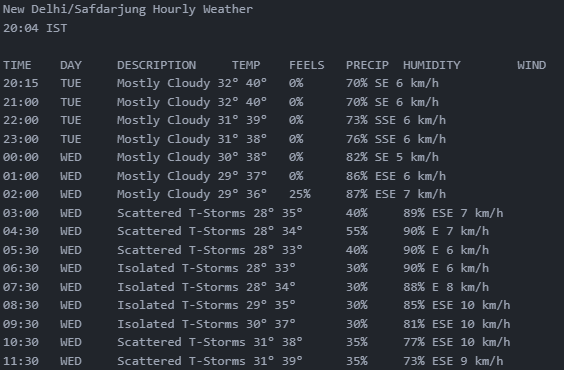 New Delhi/Safdarjung Hourly Weather
20:04 IST
TIME DAY DESCRIPTION TEMP FEELS PRECIP HUMIDITY WIND
20:15 TUE Mostly Cloudy 32° 40° 0% 70% SE 6 km/h
21:00 TUE Mostly Cloudy 32° 40° 0% 70% SE 6 km/h
22:00 TUE Mostly Cloudy 31° 39° 0% 73% SSE 6 km/h
23:00 TUE Mostly Cloudy 31° 38° 0% 76% SSE 6 km/h
00:00 WED Mostly Cloudy 30° 38° 0% 82% SE 5 km/h
01:00 WED Mostly Cloudy 29° 37° 0% 86% ESE 6 km/h
02:00 WED Mostly Cloudy 29° 36° 25% 87% ESE 7 km/h
03:00 WED Scattered T-Storms 28° 35° 40% 89% ESE 7 km/h
04:30 WED Scattered T-Storms 28° 34° 55% 90% E 7 km/h
05:30 WED Scattered T-Storms 28° 33° 40% 90% E 6 km/h
06:30 WED Isolated T-Storms 28° 33° 30% 90% E 6 km/h
07:30 WED Isolated T-Storms 28° 34° 30% 88% E 8 km/h
08:30 WED Isolated T-Storms 29° 35° 30% 85% ESE 10 km/h
09:30 WED Isolated T-Storms 30° 37° 30% 81% ESE 10 km/h
10:30 WED Scattered T-Storms 31° 38° 35% 77% ESE 10 km/h
11:30 WED Scattered T-Storms 31° 39° 35% 73% ESE 9 km/h